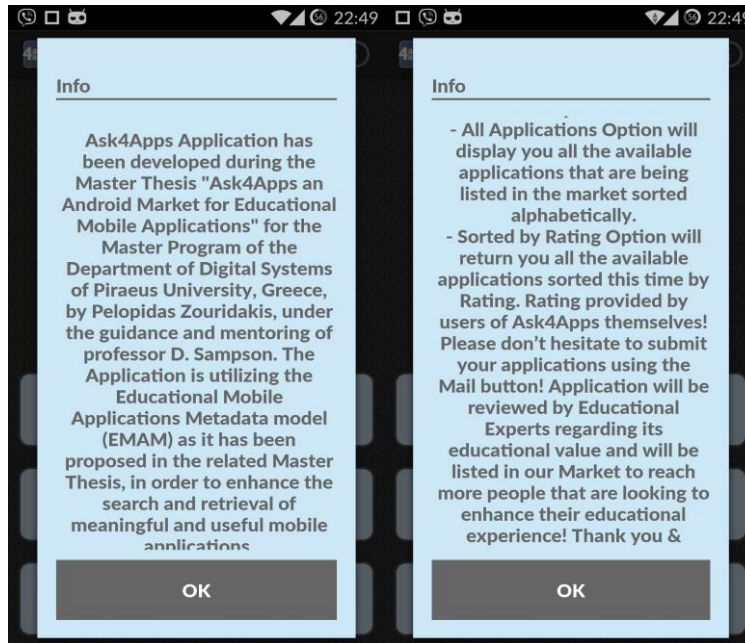 56 22:49
Info
Ask4Apps Application has
been developed during the
Master Thesis "Ask4Apps an
Android Market for Educational
Mobile Applications" for the
Master Program of the
Department of Digital Systems
of Piraeus University, Greece,
by Pelopidas Zouridakis, under
the guidance and mentoring of
professor D. Sampson. The
Application is utilizing the
Educational Mobile
Applications Metadata model
(EMAM) as it has been
proposed in the related Master
Thesis, in order to enhance the
search and retrieval of
meaningful and useful mobile
applications
OK
56 22:49
Info
- All Applications Option will
display you all the available
applications that are being
listed in the market sorted
alphabetically.
- Sorted by Rating Option will
return you all the available
applications sorted this time by
Rating. Rating provided by
users of Ask4Apps themselves!
Please don't hesitate to submit
your applications using the
Mail button! Application will be
reviewed by Educational
Experts regarding its
educational value and will be
listed in our Market to reach
more people that are looking to
enhance their educational
experience! Thank you &
OK